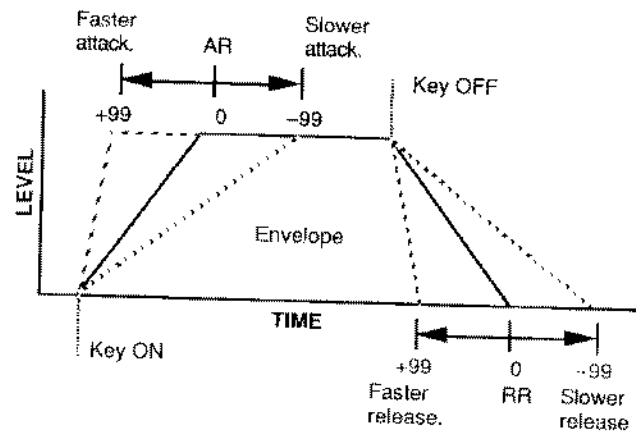 Faster
attack.
AR
Slower
attack.
Key OFF
+99
0
-99
LEVEL
Envelope
TIME
Key ON
+99
0
-99
Faster
release.
RR
Slower
release